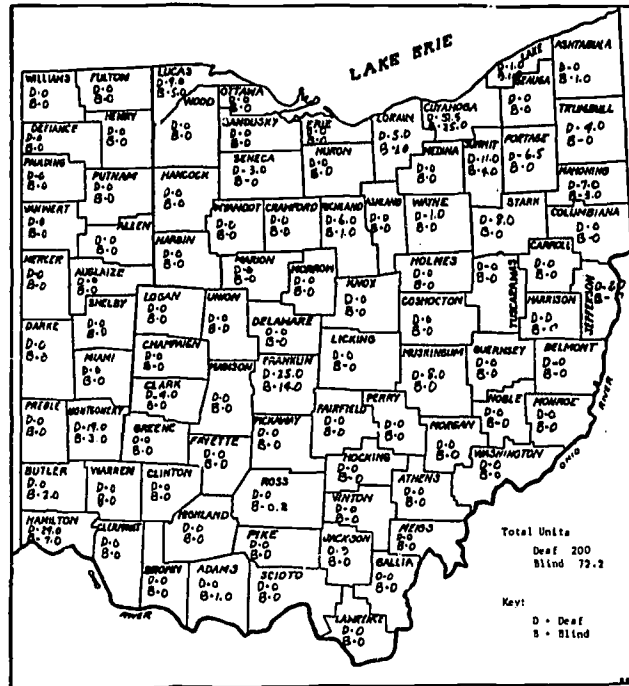 LAKE ERIE
WILLIAMS
D-0
B-0
FULTON
D-0
B-0
LUCAS
D-9.0
B-5.0
OTTAWA
WOOD
D-0
B-0
HENRY
D-0
B-0
DEFIANCE
D-0
B-0
SANDUSKY
D-0
B-0
ERIE
LORAIN
D-5.0
CUYAHOGA
B-25.0
LAKE
D-1.0
GEAUGA
D-0
B-0
ASHTABULA
D-0
B-1.0
TRUMBULL
D-4.0
B-0
PAULDING
D-0
B-0
PUTNAM
D-0
B-0
HANCOCK
D-0
B-0
SENECA
D-3.0
B-0
HURON
D-0
B-0
MEDINA
D-0
B-0
SUMMIT
D-11.0
B-4.0
PORTAGE
D-6.5
B-0
MAHONING
D-7.0
B-3.0
VAN WERT
D-0
B-0
ALLEN
D-0
B-0
HARDIN
D-0
B-0
WYANDOT
D-0
B-0
CRAWFORD
D-0
B-0
RICHLAND
D-6.0
B-1.0
ASHLAND
D-0
B-0
WAYNE
D-1.0
B-0
STARK
D-8.0
B-0
COLUMBIANA
D-0
B-0
MERCER
D-0
B-0
AUGLAIZE
D-0
B-0
MARION
D-0
B-0
MORROW
D-0
B-0
KNOX
D-0
B-0
HOLMES
D-0
B-0
TUSCARAWAS
D-0
B-0
CARROLL
D-0
B-0
JEFFERSON
SHELBY
D-0
B-0
LOGAN
D-0
B-0
UNION
D-0
B-0
DELAWARE
D-0
B-0
COSHOCTON
D-0
B-0
HARRISON
D-0
DARKE
D-0
B-0
MIAMI
D-0
B-0
CHAMPAIGN
D-0
B-0
CLARK
D-4.0
B-0
MADISON
D-0
B-0
FRANKLIN
D-25.0
B-14.0
LICKING
D-0
B-0
MUSKINGUM
D-8.0
B-0
GUERNSEY
D-0
B-0
BELMONT
D-0
B-0
PREBLE
D-0
B-0
MONTGOMERY
D-19.0
B-3.0
GREENE
D-0
B-0
FAYETTE
D-0
B-0
PICKAWAY
D-0
B-0
FAIRFIELD
D-0
B-0
PERRY
D-0
B-0
MORGAN
D-0
B-0
NOBLE
D-0
B-0
MONROE
D-0
B-0
BUTLER
D-0
B-2.0
WARREN
D-0
B-0
CLINTON
D-0
B-0
ROSS
D-0
B-0.2
HOCKING
D-0
B-0
ATHENS
D-0
B-0
WASHINGTON
D-0
B-0
OHIO
RIVER
HAMILTON
B-7.0
CLERMONT
D-0
B-0
HIGHLAND
D-0
B-0
PIKE
D-0
B-0
VINTON
D-0
B-0
JACKSON
B-0
MEIGS
D-0
B-0
BROWN
D-0
B-0
ADAMS
D-0
B-1.0
SCIOTO
D-0
B-0
GALLIA
D-0
B-0
LAWRENCE
D-0
B-0
OHIO
RIVER
Total Units
Deaf 200
Blind 72.2
Key:
D = Deaf
B = Blind